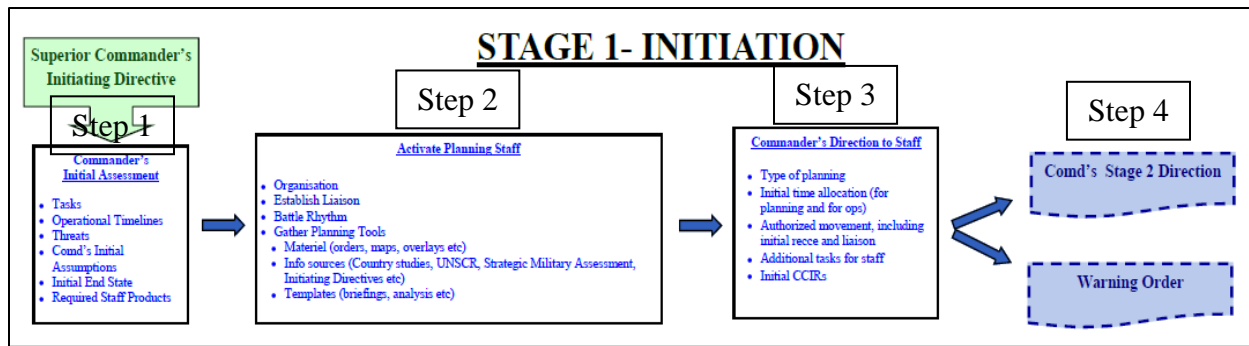 STAGE 1- INITIATION
Superior Commander's
Initiating Directive
Step 1
Commander's
Initial Assessment
• Tasks
• Operational Timelines
• Threats
• Comd's Initial
Assumptions
• Initial End State
• Required Staff Products
Step 2
Activate Planning Staff
• Organisation
• Establish Liaison
• Battle Rhythm
• Gather Planning Tools
• Materiel (orders, maps, overlays etc)
• Info sources (Country studies, UNSCR, Strategic Military Assessment,
Initiating Directives etc)
• Templates (briefings, analysis etc)
Step 3
Commander's Direction to Staff
• Type of planning
• Initial time allocation (for
planning and for ops)
• Authorized movement, including
initial recce and liaison
• Additional tasks for staff
• Initial CCIRs
Step 4
Comd's Stage 2 Direction
Warning Order